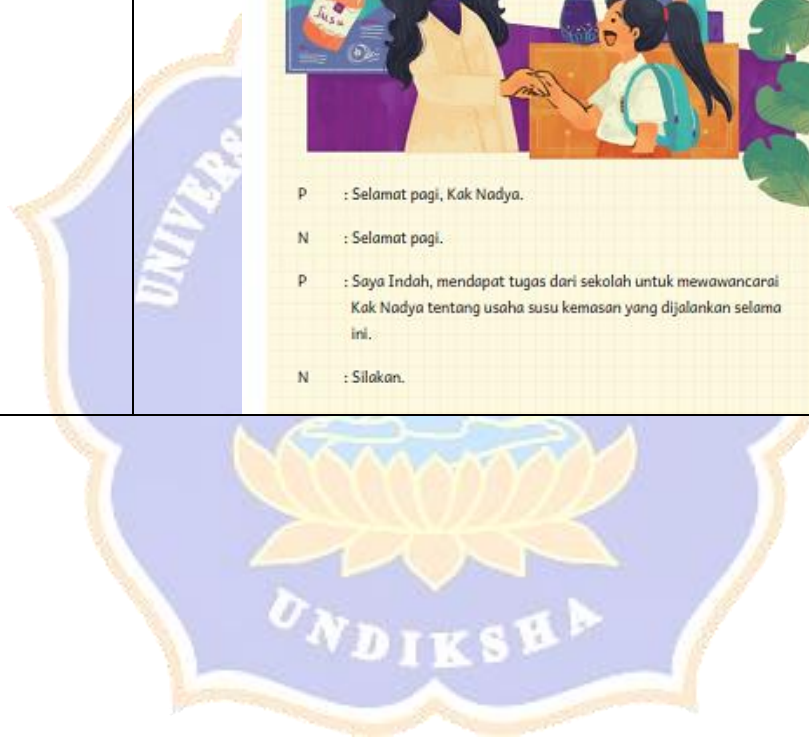 Susu
P : Selamat pagi, Kak Nadya.
N : Selamat pagi.
P : Saya Indah, mendapat tugas dari sekolah untuk mewawancarai
Kak Nadya tentang usaha susu kemasan yang dijalankan selama
ini.
N : Silakan.
UNIVERS
UNDIKSHA